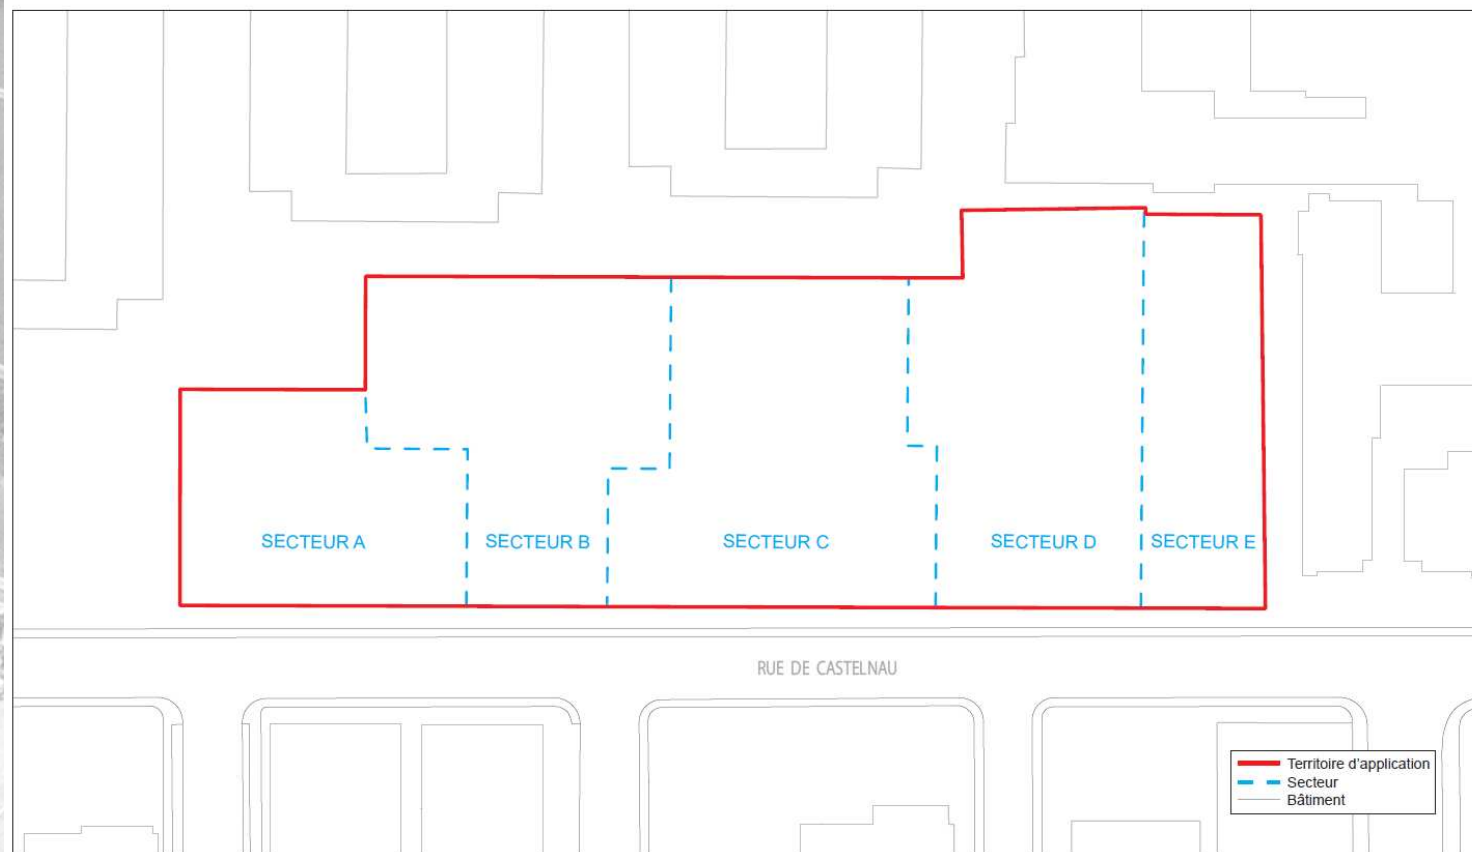 SECTEUR A
SECTEUR B
SECTEUR C
SECTEUR D
SECTEUR E
RUE DE CASTELNAU
Territoire d'application
Secteur
Bâtiment